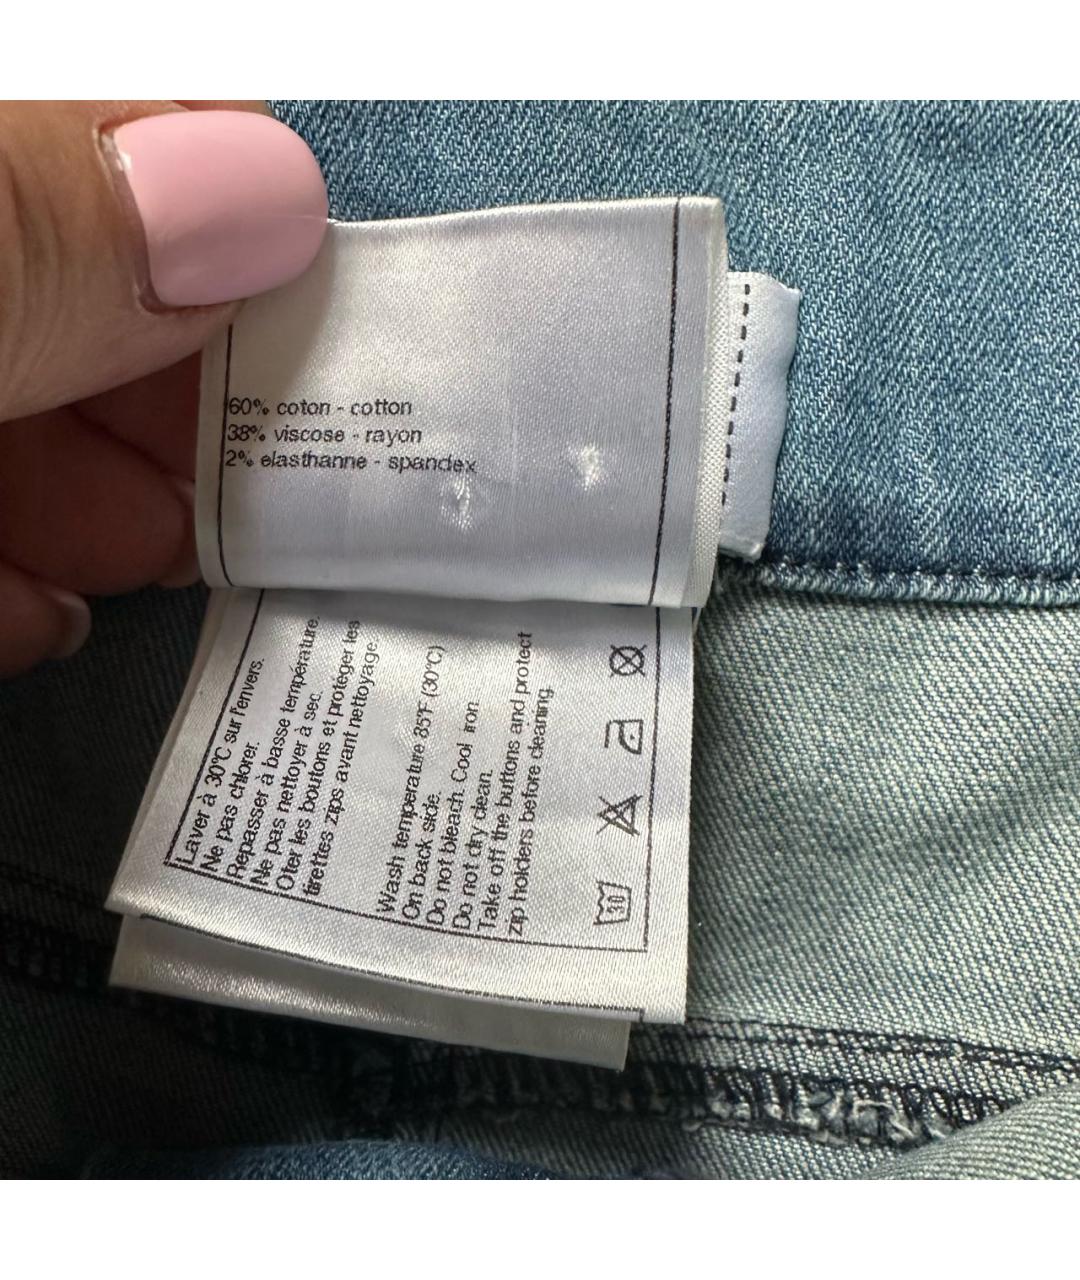 60% coton - cotton
38% viscose - rayon
2% elasthanne - spandex
Laver à 30°C sur l'envers.
Ne pas chlorer.
Repasser à basse température.
Ne pas nettoyer à sec.
Oter les boutons et protéger les
tirettes zips avant nettoyage.
Wash temperature 85°F (30°C)
On back side.
Do not bleach. Cool iron.
Do not dry clean.
Take off the buttons and protect
zip holders before cleaning.
30